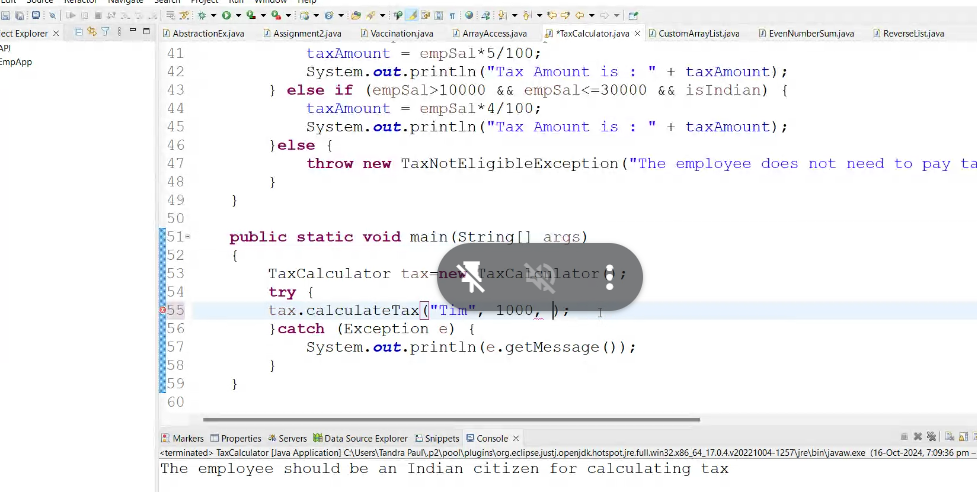 Edit Source Refactor Navigate Search Project Run Window Help
ect Explorer
API
EmpApp
AbstractionEx.java Assignment2.java Vaccination.java ArrayAccess.java *TaxCalculator.java CustomArrayList.java EvenNumberSum.java ReverseList.java
41 taxAmount = empSal*5/100;
42 System.out.println("Tax Amount is : " + taxAmount);
43 } else if (empSal>10000 && empSal<=30000 && isIndian) {
44 taxAmount = empSal*4/100;
45 System.out.println("Tax Amount is : " + taxAmount);
46 }else {
47 throw new TaxNotEligibleException("The employee does not need to pay ta
48 }
49 }
50
51 public static void main(String[] args)
52 {
53 TaxCalculator tax=new TaxCalculator();
54 try {
55 tax.calculateTax("Tim", 1000, );
56 }catch (Exception e) {
57 System.out.println(e.getMessage());
58 }
59 }
60
Markers Properties Servers Data Source Explorer Snippets Console
<terminated> TaxCalculator [Java Application] C:\Users\Tandra Paul\.p2\pool\plugins\org.eclipse.justj.openjdk.hotspot.jre.full.win32.x86_64_17.0.4.v20221004-1257\jre\bin\javaw.exe (16-Oct-2024, 7:09:36 pm –
The employee should be an Indian citizen for calculating tax